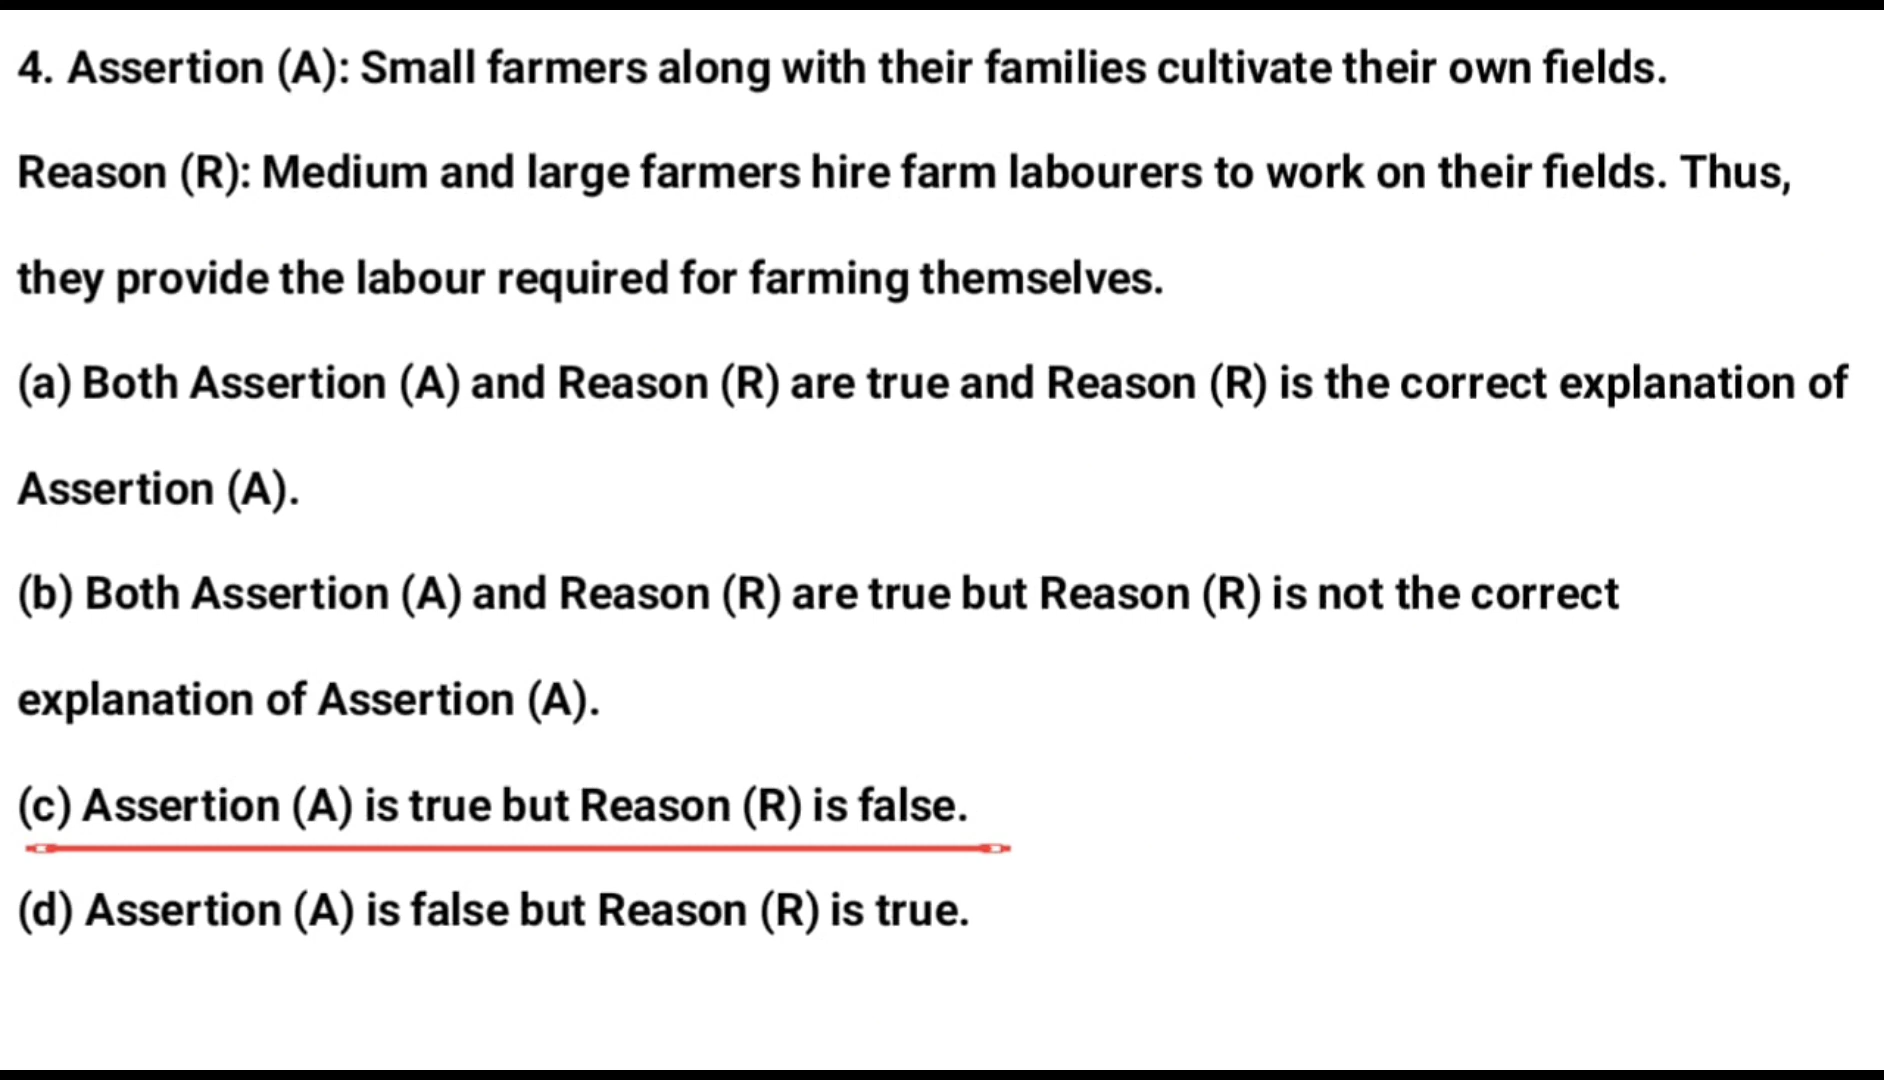 4. Assertion (A): Small farmers along with their families cultivate their own fields.
Reason (R): Medium and large farmers hire farm labourers to work on their fields. Thus,
they provide the labour required for farming themselves.
(a) Both Assertion (A) and Reason (R) are true and Reason (R) is the correct explanation of
Assertion (A).
(b) Both Assertion (A) and Reason (R) are true but Reason (R) is not the correct
explanation of Assertion (A).
(c) Assertion (A) is true but Reason (R) is false.
(d) Assertion (A) is false but Reason (R) is true.